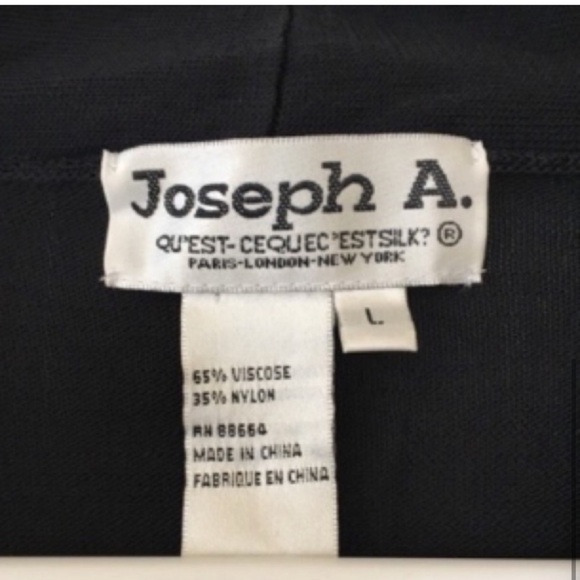 Joseph A.
QU'EST-CEQUEC'ESTSILK? ®
PARIS-LONDON-NEW YORK
L
65% VISCOSE
35% NYLON
RN 88664
MADE IN CHINA
FABRIQUE EN CHINA